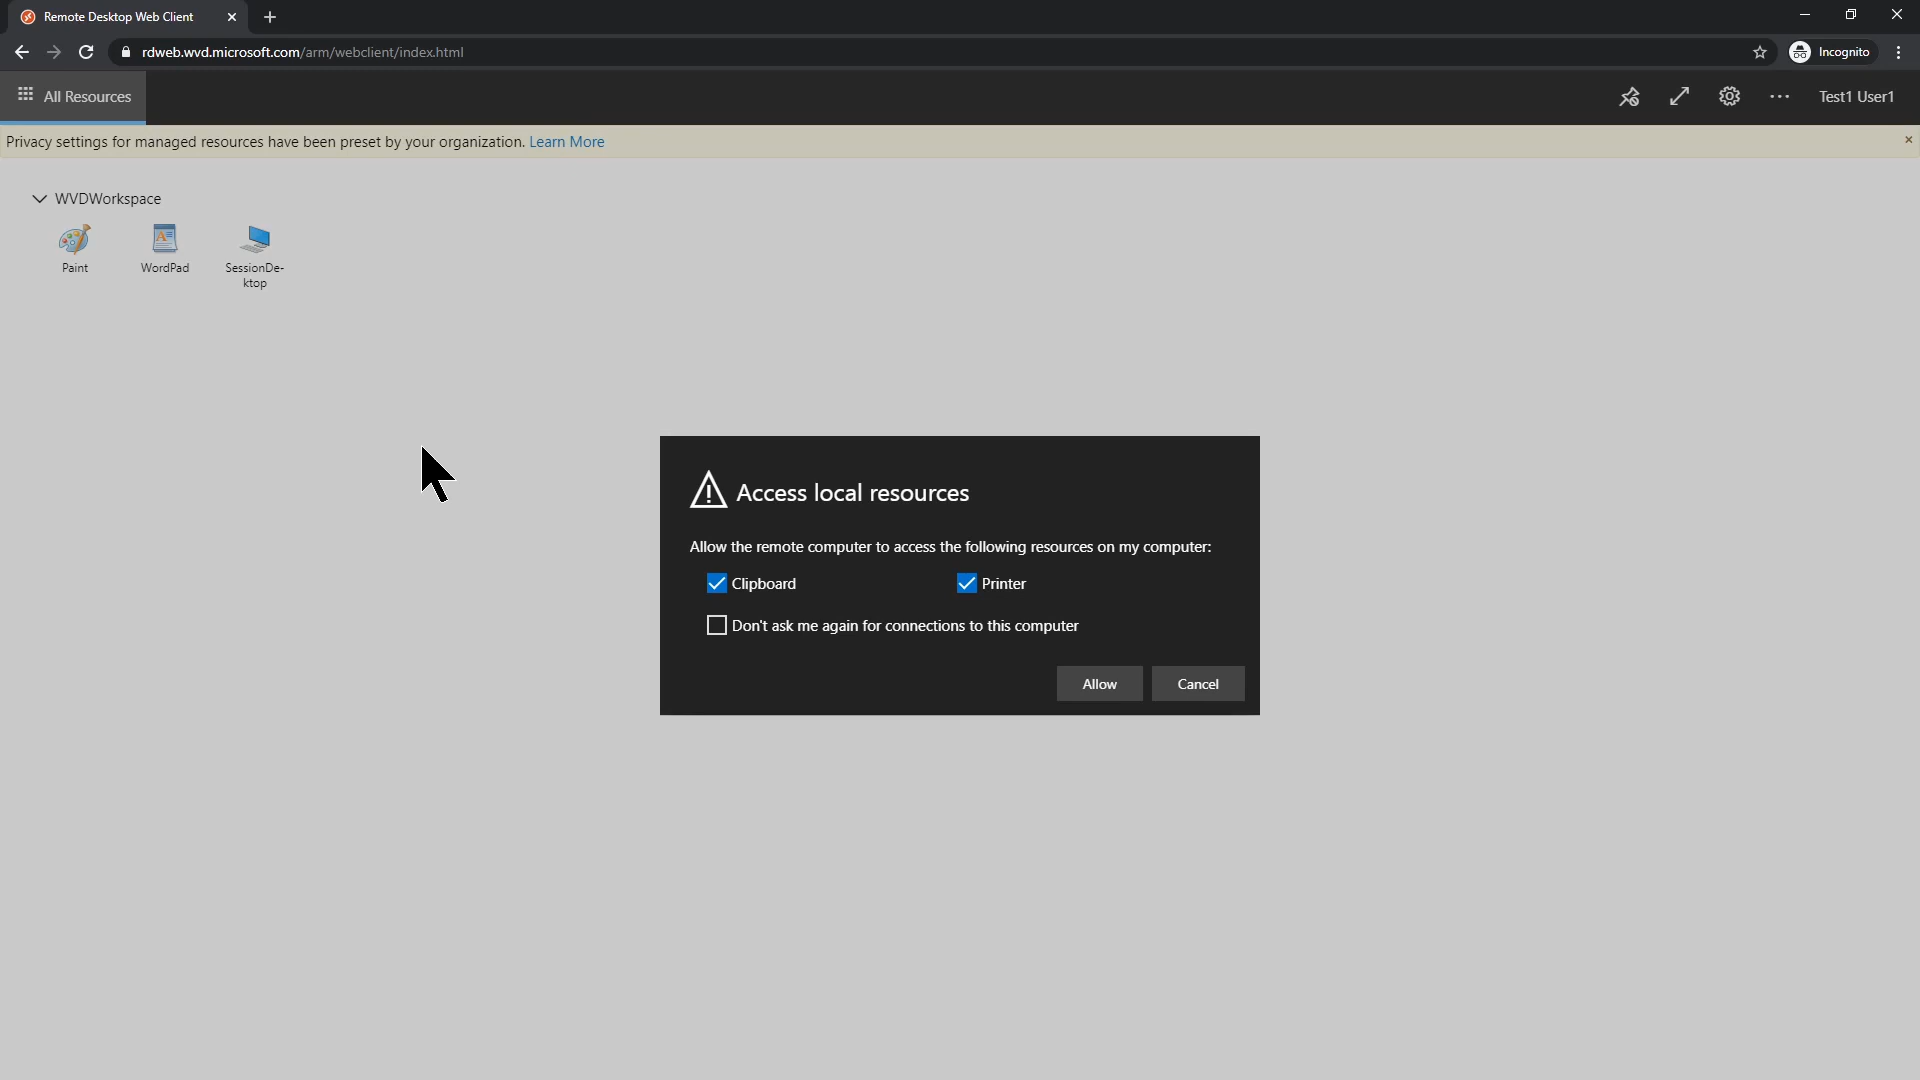 Remote Desktop Web Client
rdweb.wvd.microsoft.com/arm/webclient/index.html
Incognito
All Resources
Test1 User1
Privacy settings for managed resources have been preset by your organization. Learn More
WVDWorkspace
Paint
WordPad
SessionDe-
ktop
Access local resources
Allow the remote computer to access the following resources on my computer:
Clipboard
Printer
Don't ask me again for connections to this computer
Allow
Cancel